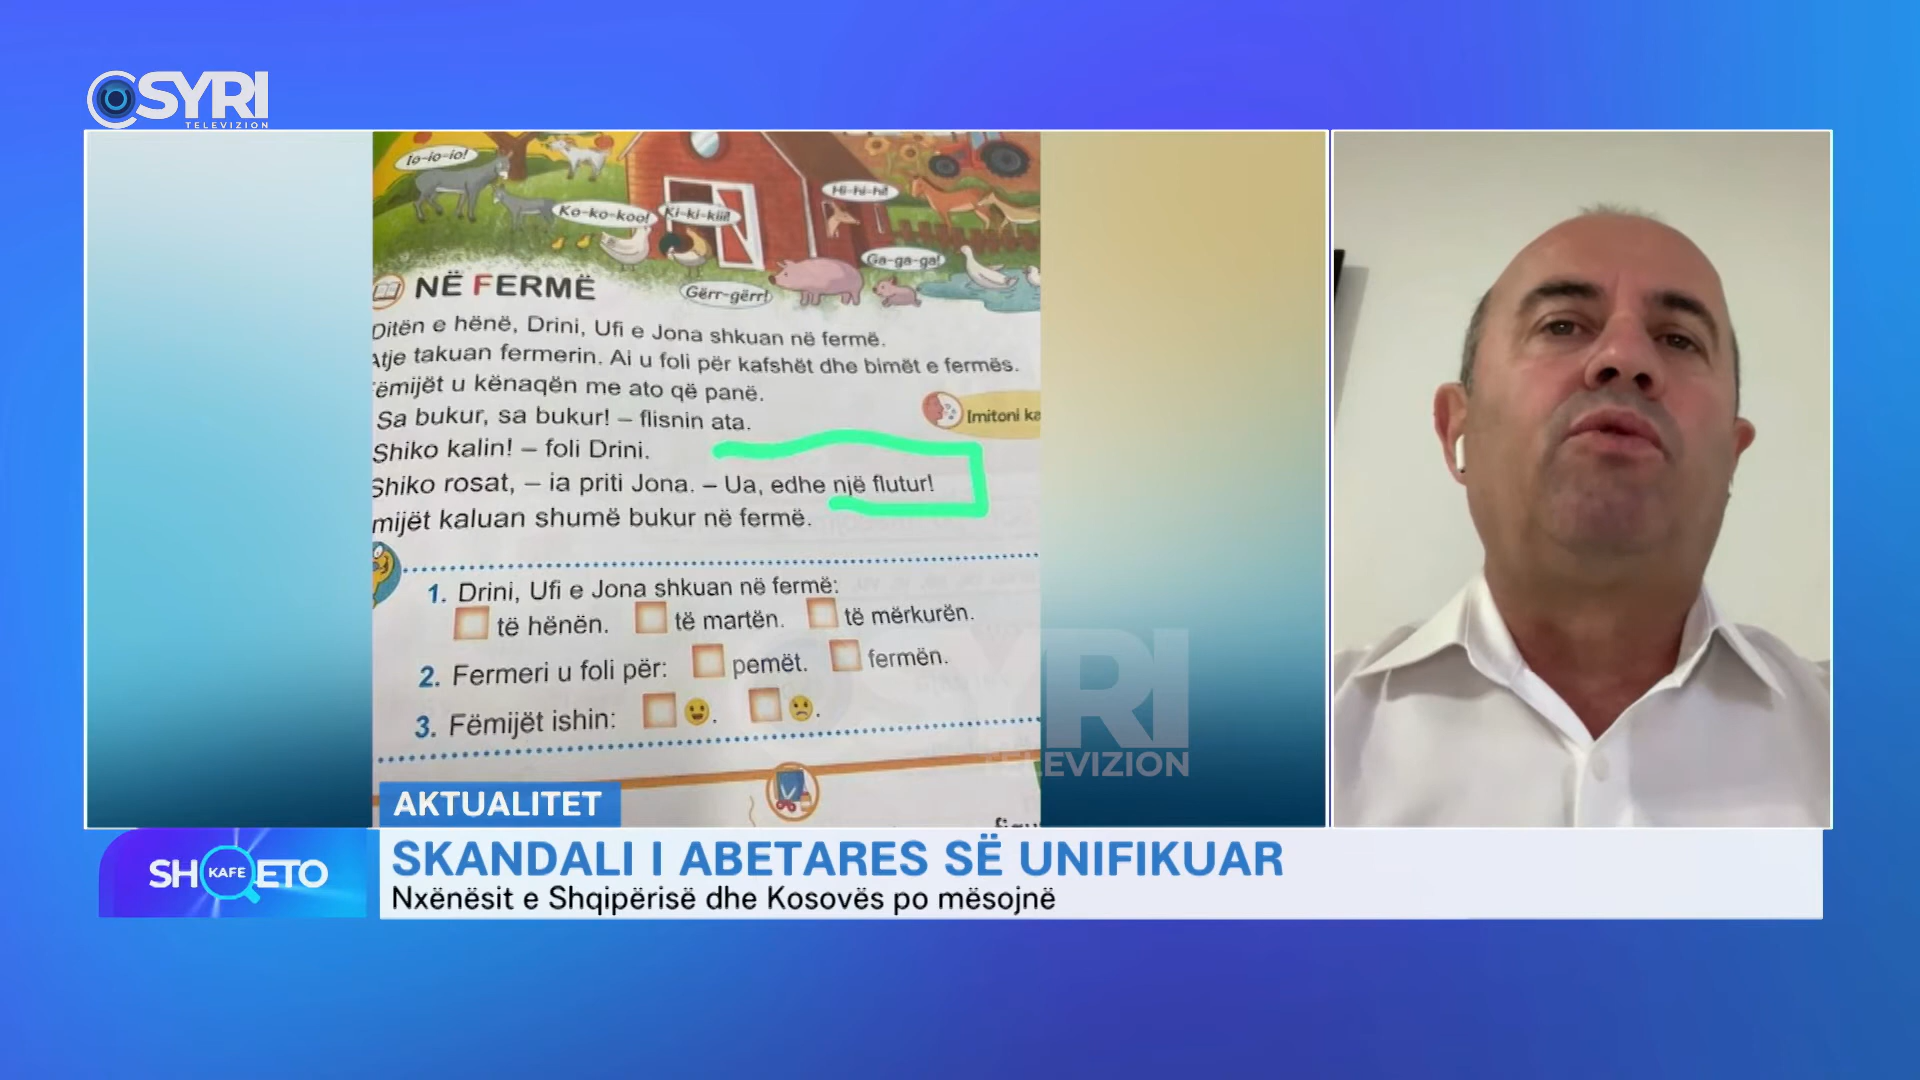 SYRI
TELEVIZION
Io-io-io!
Ko-ko-koo!
Ki-ki-kiii!
Hi-hi-hi!
Ga-ga-ga!
Gërr-gërr!
NË FERMË
Ditën e hënë, Drini, Ufi e Jona shkuan në fermë.
Atje takuan fermerin. Ai u foli për kafshët dhe bimët e fermës.
ëmijët u kënaqën me ato që panë.
Sa bukur, sa bukur! – flisnin ata.
Imitoni ka
Shiko kalin! – foli Drini.
Shiko rosat, – ia priti Jona. – Ua, edhe një flutur!
mijët kaluan shumë bukur në fermë.
1. Drini, Ufi e Jona shkuan në fermë:
të hënën. të martën. të mërkurën.
2. Fermeri u foli për: pemët. fermën.
3. Fëmijët ishin: . .
SYRI
TELEVIZION
AKTUALITET
SKANDALI I ABETARES SË UNIFIKUAR
Nxënësit e Shqipërisë dhe Kosovës po mësojnë
SHQETO
KAFE